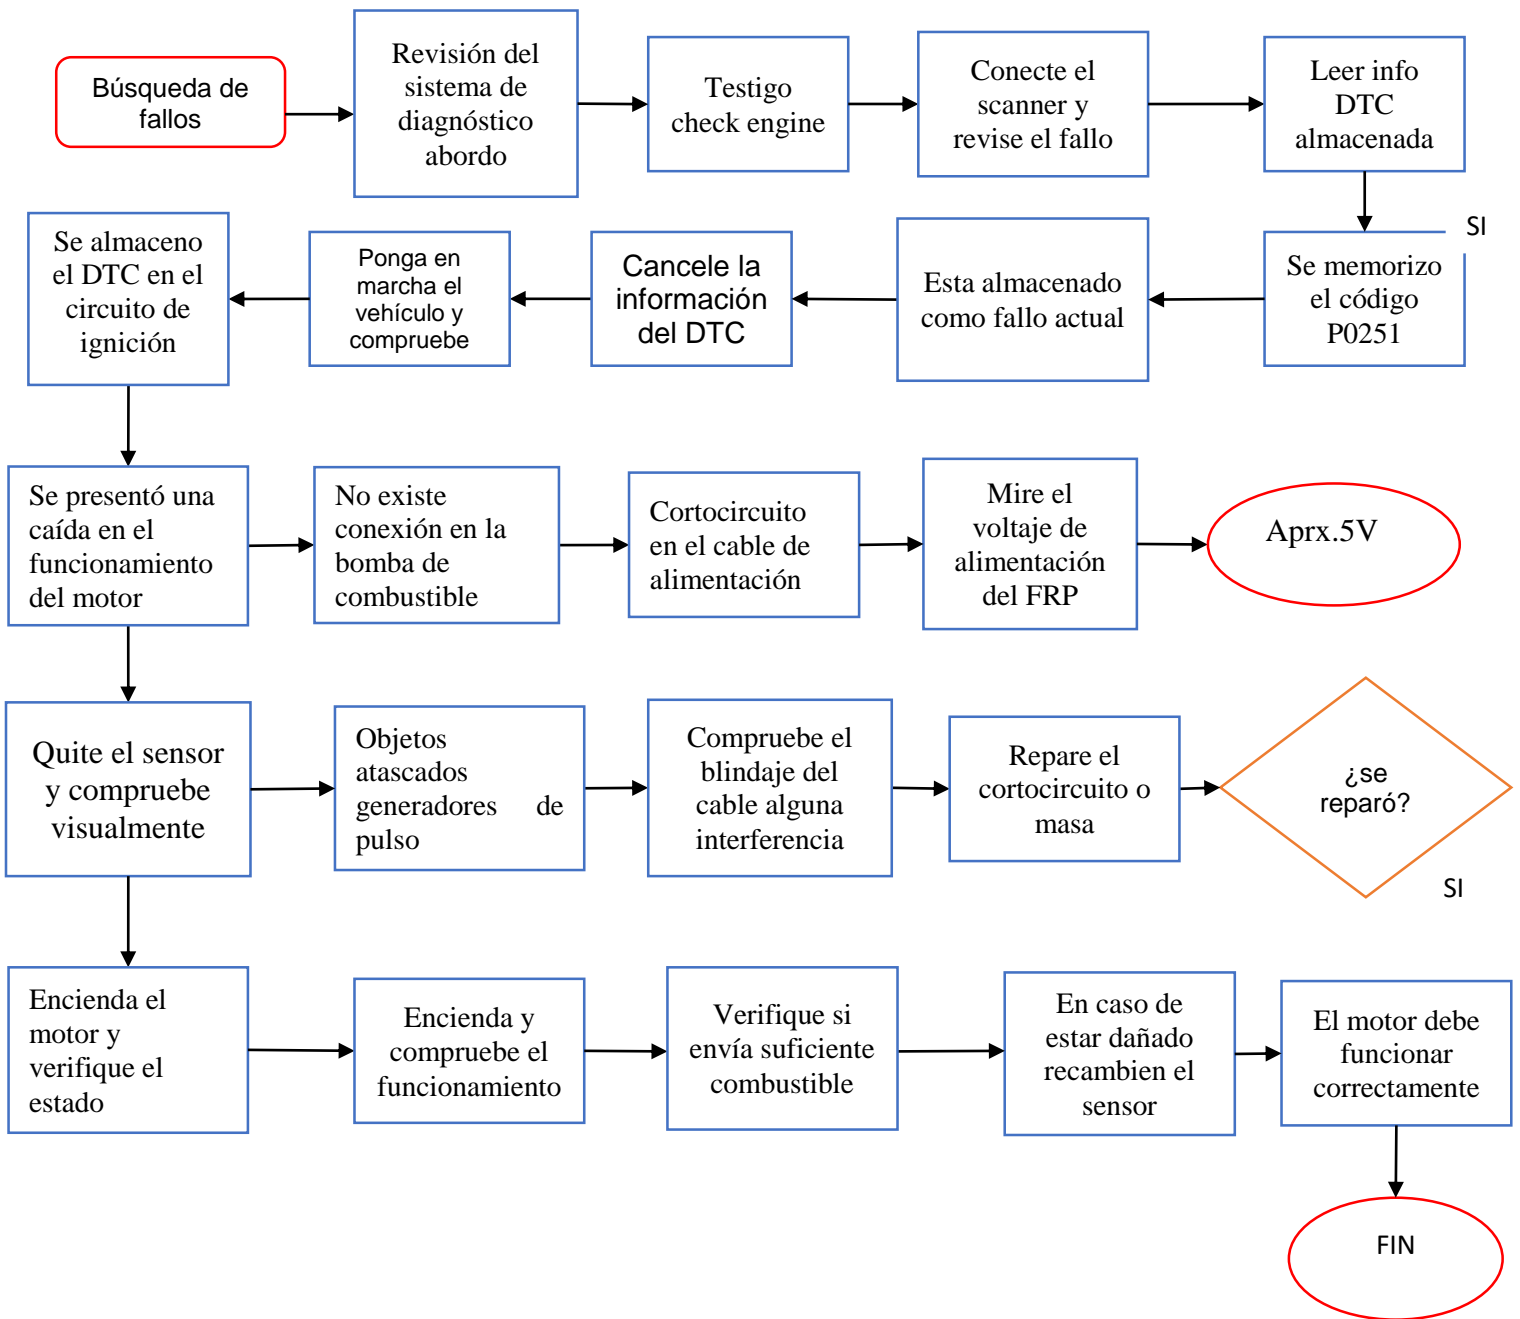 Búsqueda de
fallos
Revisión del
sistema de
diagnóstico
abordo
Testigo
check engine
Conecte el
scanner y
revise el fallo
Leer info
DTC
almacenada
SI
Se memorizo
el código
P0251
Esta almacenado
como fallo actual
Cancele la
información
del DTC
Ponga en
marcha el
vehículo y
compruebe
Se almaceno
el DTC en el
circuito de
ignición
Se presentó una
caída en el
funcionamiento
del motor
No existe
conexión en la
bomba de
combustible
Cortocircuito
en el cable de
alimentación
Mire el
voltaje de
alimentación
del FRP
Aprx.5V
Quite el sensor
y compruebe
visualmente
Objetos
atascados
generadores de
pulso
Compruebe el
blindaje del
cable alguna
interferencia
Repare el
cortocircuito o
masa
¿se
reparó?
SI
Encienda el
motor y
verifique el
estado
Encienda y
compruebe el
funcionamiento
Verifique si
envía suficiente
combustible
En caso de
estar dañado
recambien el
sensor
El motor debe
funcionar
correctamente
FIN